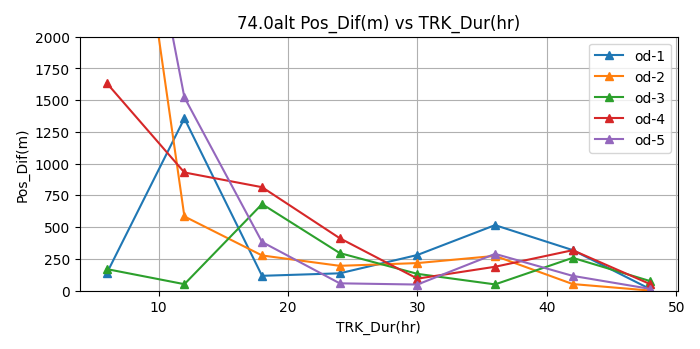 74.0alt Pos_Dif(m) vs TRK_Dur(hr)
2000
1750
1500
1250
1000
750
500
250
0
Pos_Dif(m)
od-1
od-2
od-3
od-4
od-5
10
20
30
40
50
TRK_Dur(hr)